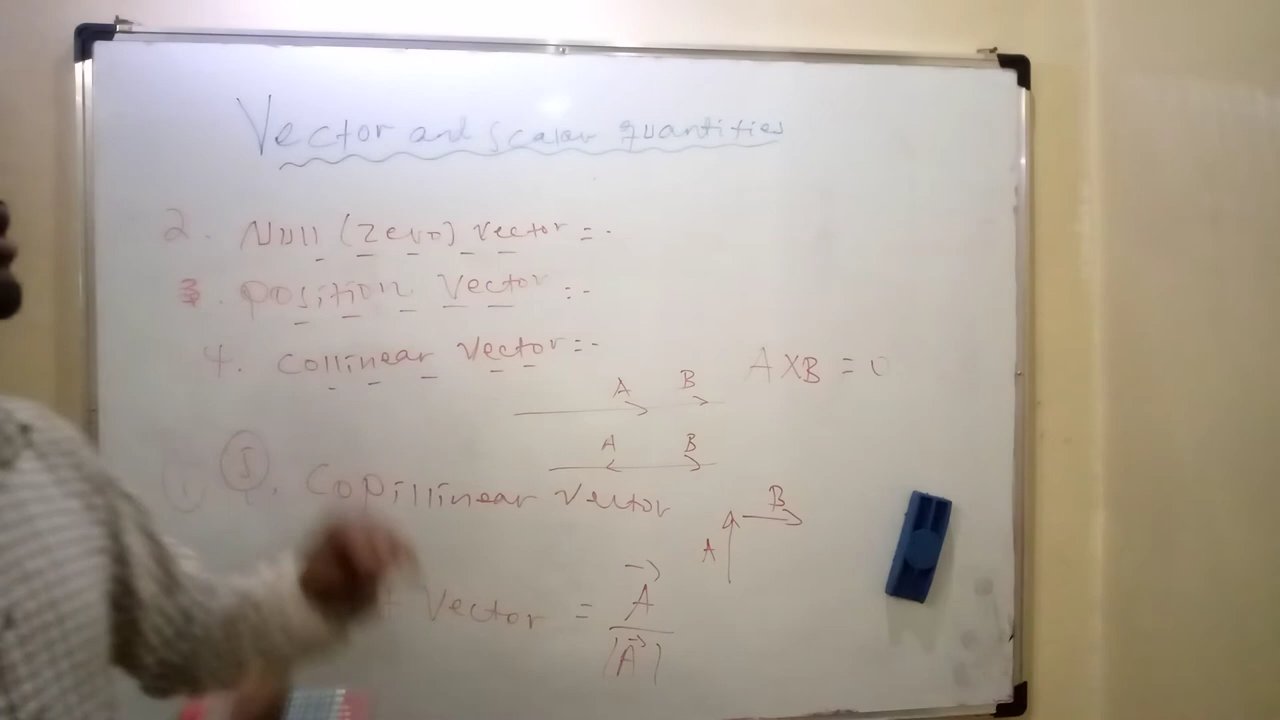 Vector and scalar quantities
2. Null (Zero) Vector =.
3. Position Vector :-
4. Collinear Vector :-
A × B = 0
A B
A B
5. Copillinear Vector
B
A
Vector = A
|A|